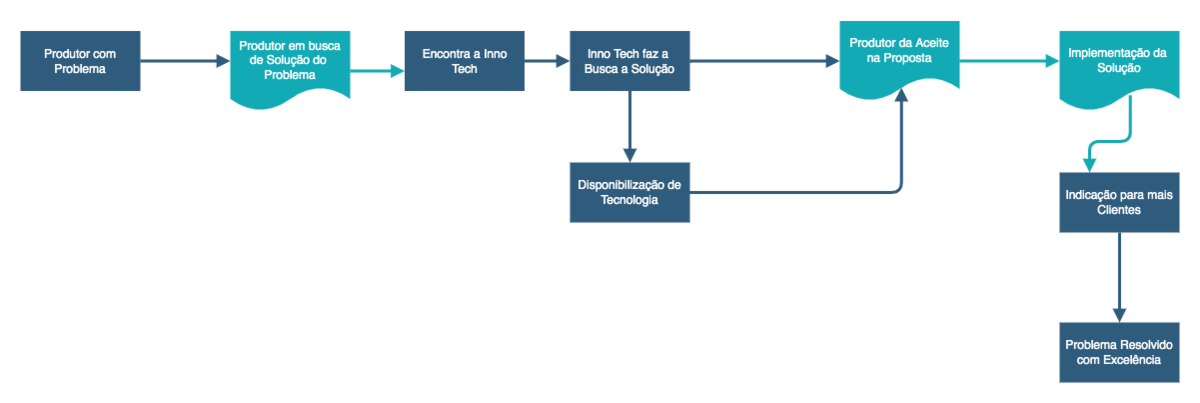 Produtor com
Problema
Produtor em busca
de Solução do
Problema
Encontra a Inno
Tech
Inno Tech faz a
Busca a Solução
Produtor da Aceite
na Proposta
Implementação da
Solução
Disponibilização de
Tecnologia
Indicação para mais
Clientes
Problema Resolvido
com Excelência